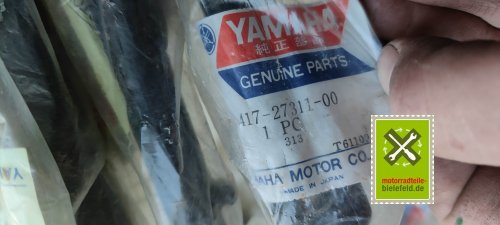 YAMAHA
純正部品
GENUINE PARTS
417-27311-00
1 PC
313
YAMAHA MOTOR CO.
MADE IN JAPAN
motorradteile-
bielefeld.de